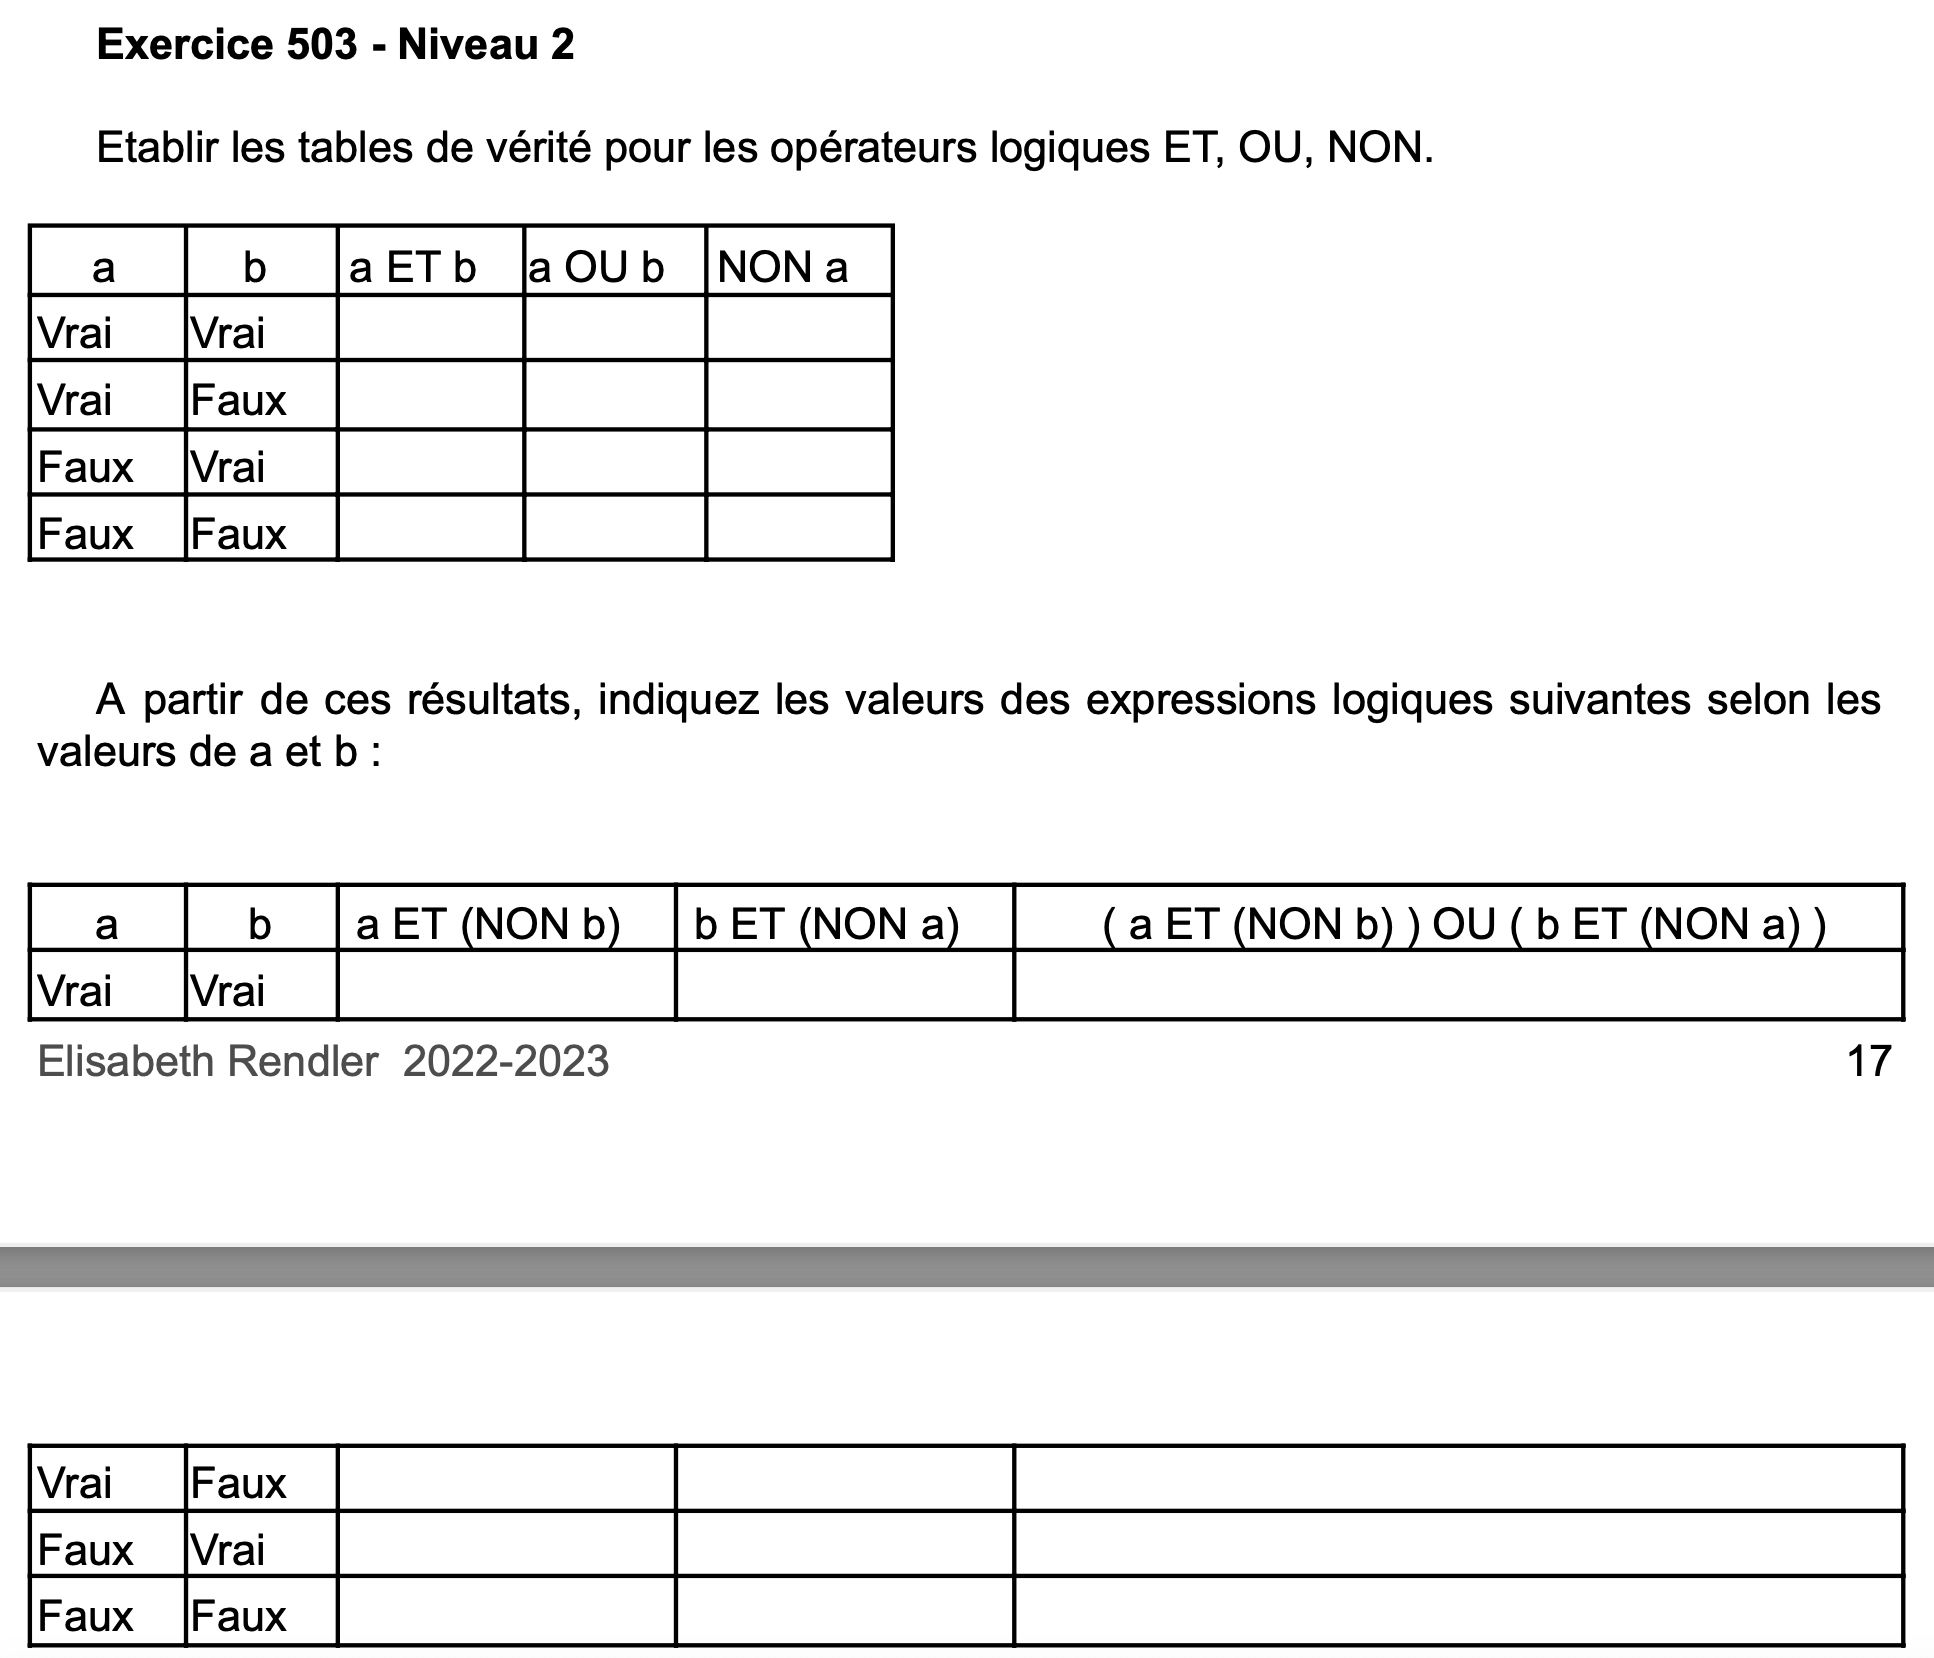 Exercice 503 - Niveau 2
Etablir les tables de vérité pour les opérateurs logiques ET, OU, NON.
a b a ET b a OU b NON a
Vrai Vrai
Vrai Faux
Faux Vrai
Faux Faux
A partir de ces résultats, indiquez les valeurs des expressions logiques suivantes selon les
valeurs de a et b :
a b a ET (NON b) b ET (NON a) ( a ET (NON b) ) OU ( b ET (NON a) )
Vrai Vrai
Elisabeth Rendler 2022-2023 17
Vrai Faux
Faux Vrai
Faux Faux